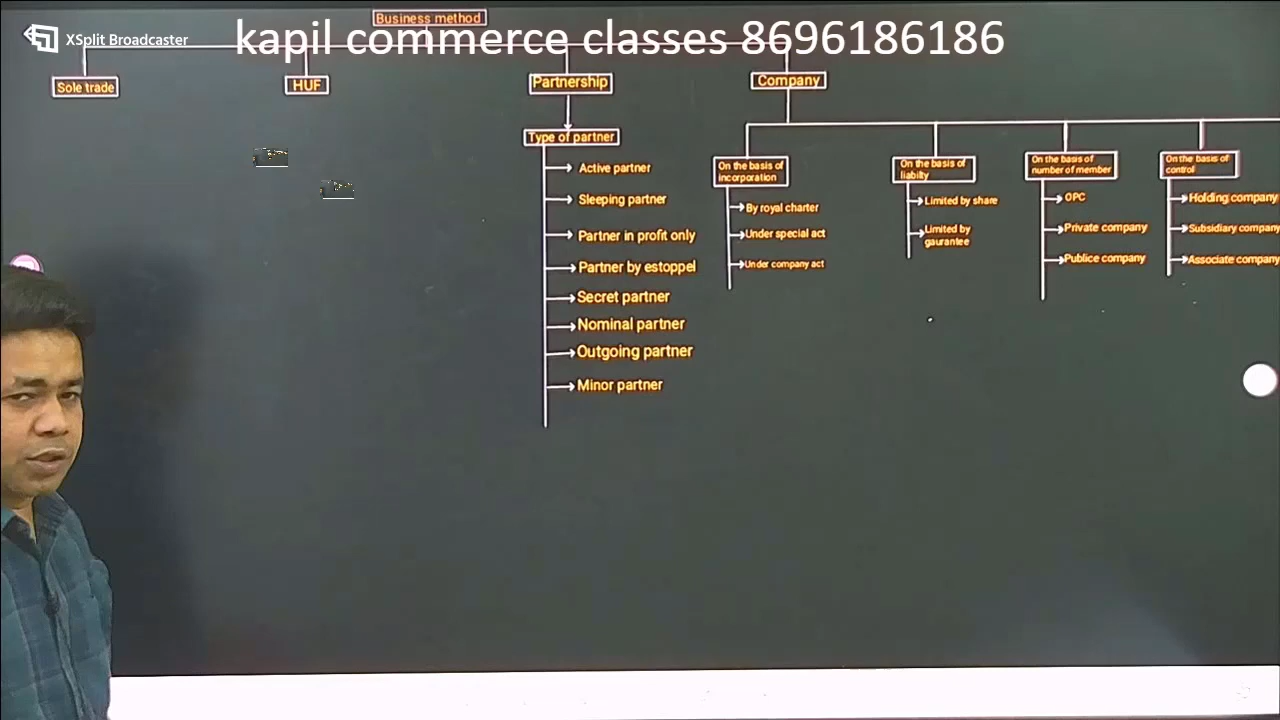 Business method
XSplit Broadcaster
kapil commerce classes 8696186186
Sole trade
HUF
Partnership
Company
Type of partner
Active partner
Sleeping partner
Partner in profit only
Partner by estoppel
Secret partner
Nominal partner
Outgoing partner
Minor partner
On the basis of
incorporation
By royal charter
Under special act
Under company act
On the basis of
liabilty
Limited by share
Limited by
gaurantee
On the basis of
number of member
OPC
Private company
Publice company
On the basis of
control
Holding company
Subsidiary company
Associate company